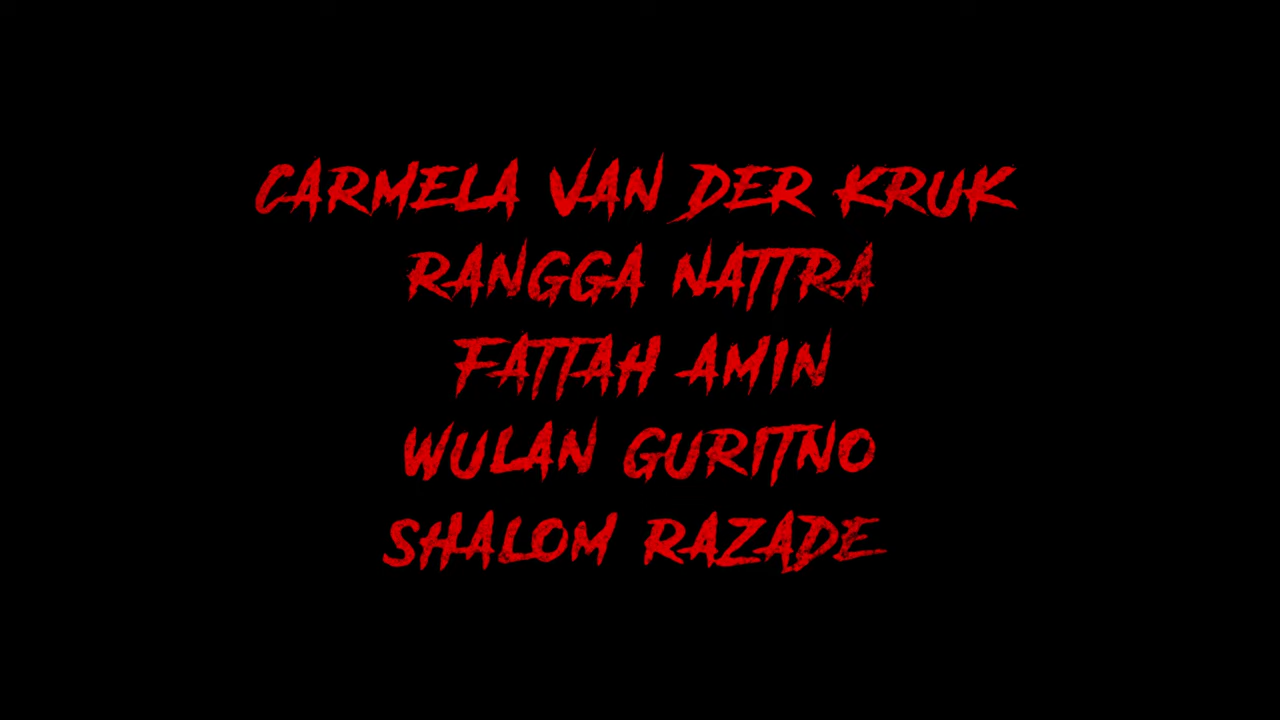 CARMELA VAN DER KRUK
RANGGA NATTRA
FATTAH AMIN
WULAN GURITNO
SHALOM RAZADE